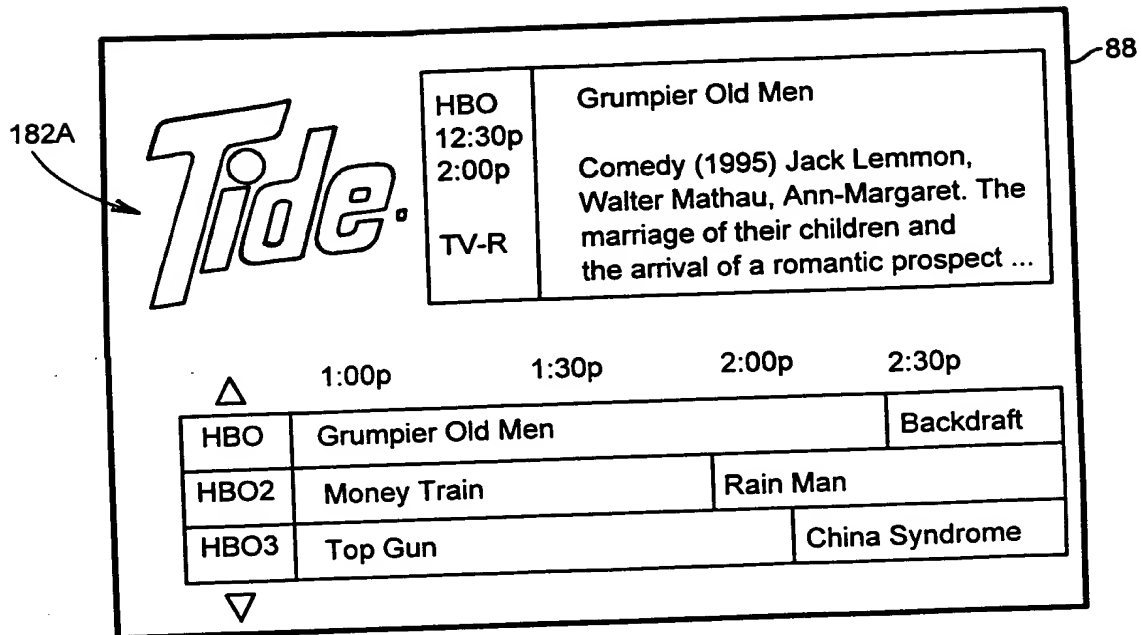 88
182A
Tide.
HBO
12:30p
2:00p
TV-R
Grumpier Old Men
Comedy (1995) Jack Lemmon,
Walter Mathau, Ann-Margaret. The
marriage of their children and
the arrival of a romantic prospect ...
1:00p 1:30p 2:00p 2:30p
HBO Grumpier Old Men Backdraft
HBO2 Money Train Rain Man
HBO3 Top Gun China Syndrome